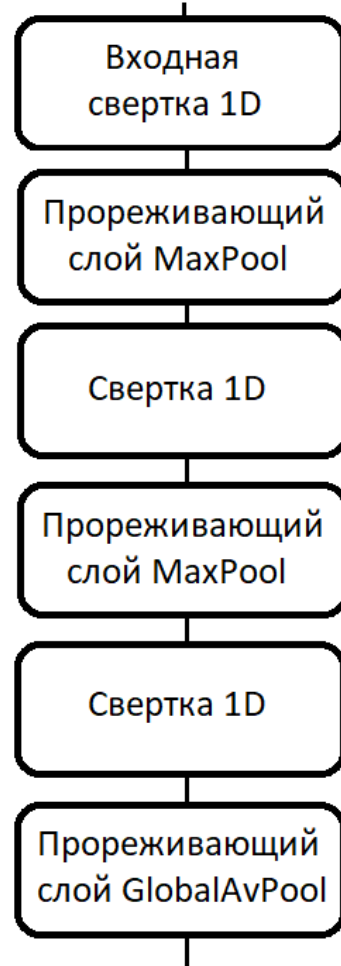 Входная
свертка 1D
Прореживающий
слой MaxPool
Свертка 1D
Прореживающий
слой MaxPool
Свертка 1D
Прореживающий
слой GlobalAvPool